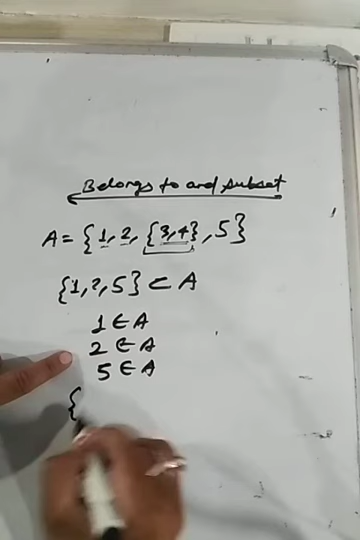 Belongs to and subset
A = { 1, 2, {3,4}, 5}
{1,2,5} ⊂ A
1 ∈ A
2 ∈ A
5 ∈ A
{